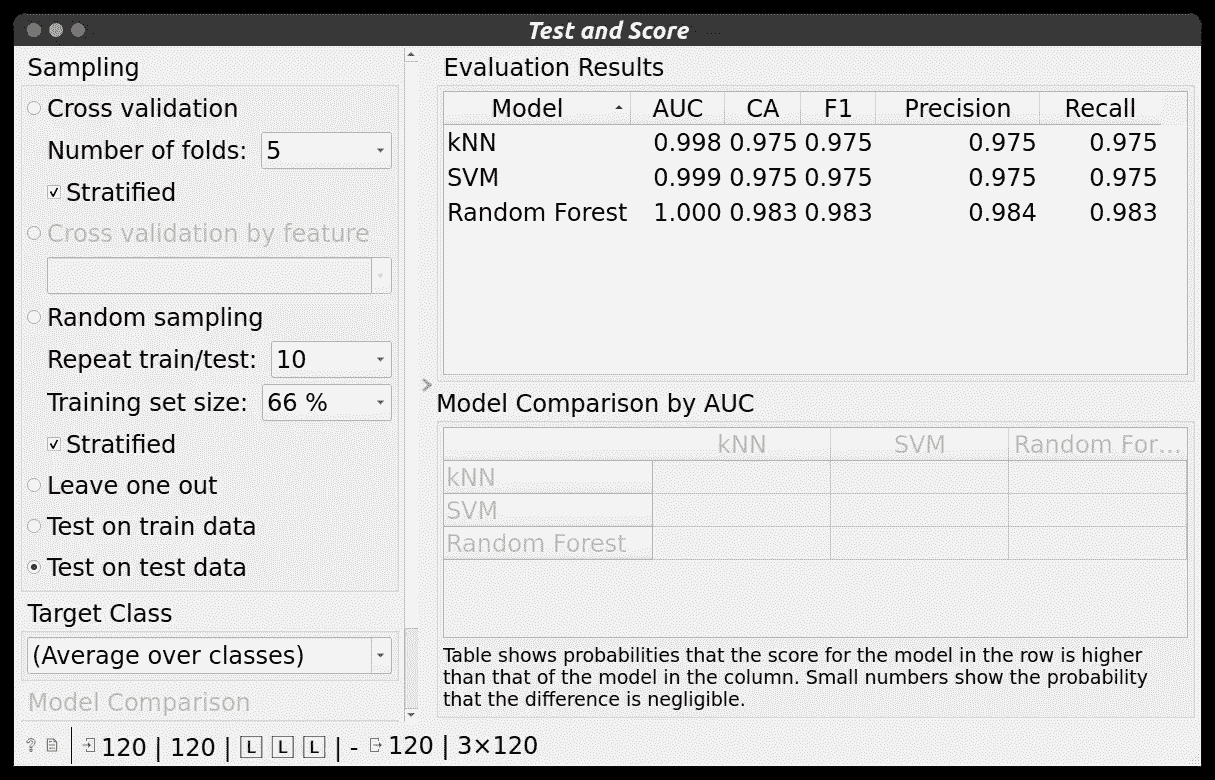 Test and Score
Sampling
Cross validation
Number of folds: 5
Stratified
Cross validation by feature
Random sampling
Repeat train/test: 10
Training set size: 66 %
Stratified
Leave one out
Test on train data
Test on test data
Target Class
(Average over classes)
Model Comparison
Evaluation Results
Model AUC CA F1 Precision Recall
kNN 0.998 0.975 0.975 0.975 0.975
SVM 0.999 0.975 0.975 0.975 0.975
Random Forest 1.000 0.983 0.983 0.984 0.983
Model Comparison by AUC
kNN SVM Random For...
kNN
SVM
Random Forest
Table shows probabilities that the score for the model in the row is higher
than that of the model in the column. Small numbers show the probability
that the difference is negligible.
? 120 | 120 | L L L | - 120 | 3×120